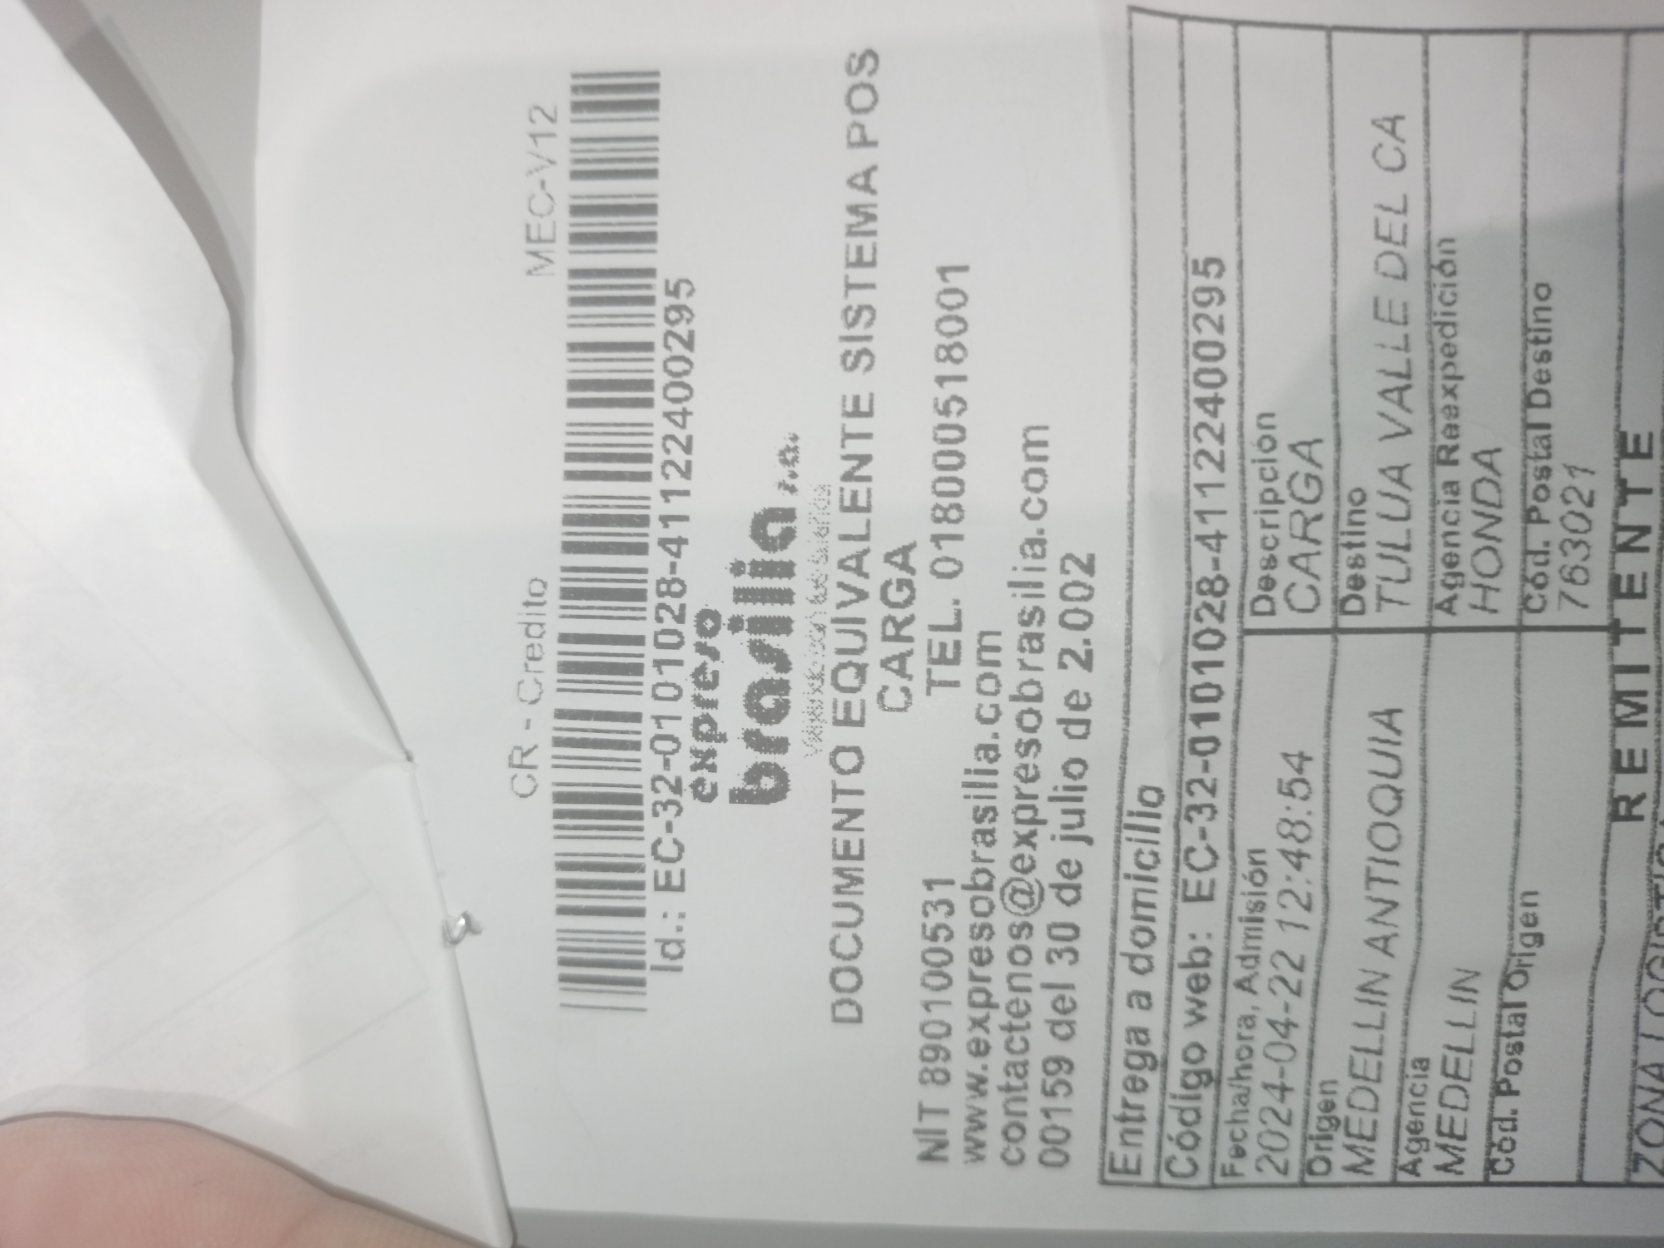 CR - Credito MEC-V12
Id.: EC-32-0101028-41122400295
expreso
brasilia s.a.
DOCUMENTO EQUIVALENTE SISTEMA POS
CARGA
NIT 890100531 TEL. 018000518001
www.expresobrasilia.com
contactenos@expresobrasilia.com
00159 del 30 de julio de 2.002
Entrega a domicilio
Código web: EC-32-0101028-41122400295
Fecha/hora, Admisión Descripción
2024-04-22 12:48:54 CARGA
Origen Destino
MEDELLIN ANTIOQUIA TULUA VALLE DEL CA
Agencia Agencia Reexpedición
MEDELLIN HONDA
Cód. Postal Origen Cód. Postal Destino
763021
REMITENTE
ZONA LOGISTICA